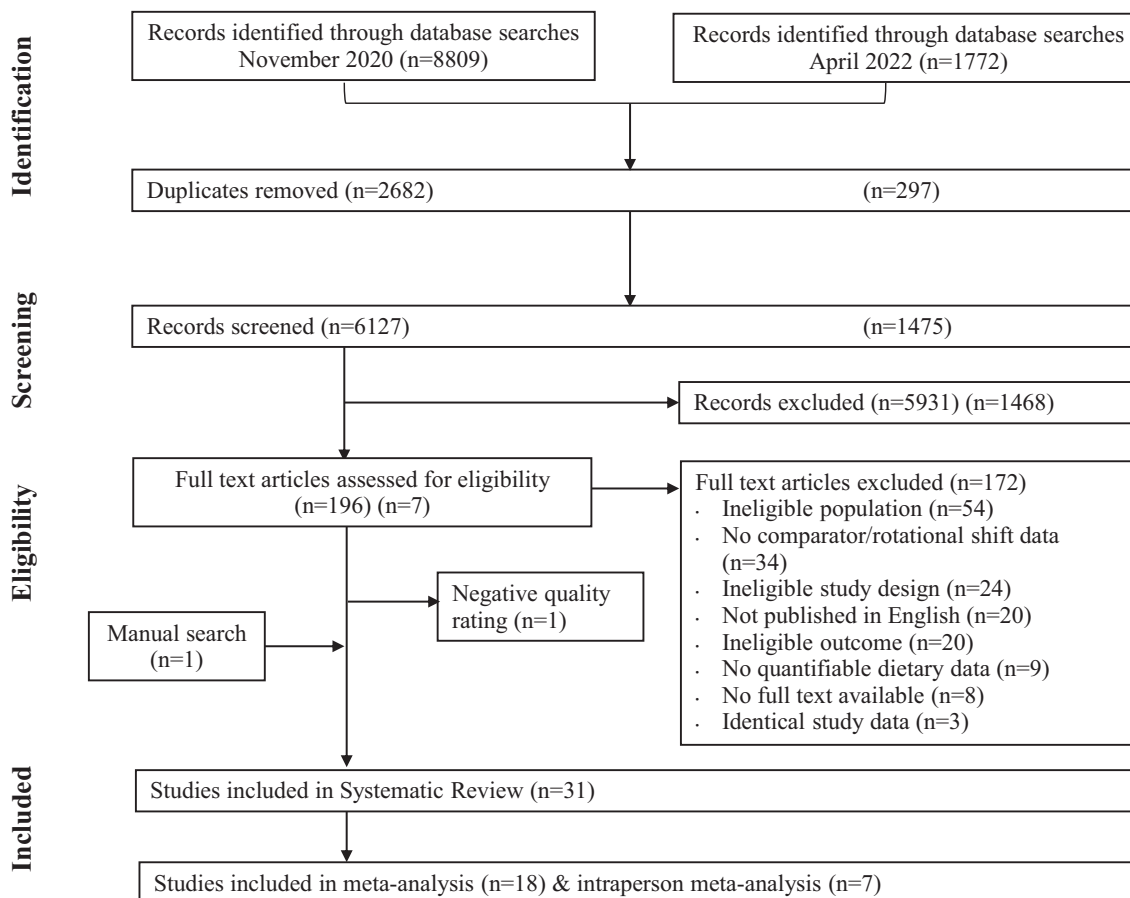 Identification
Records identified through database searches
November 2020 (n=8809)
Records identified through database searches
April 2022 (n=1772)
Duplicates removed (n=2682) (n=297)
Screening
Records screened (n=6127) (n=1475)
Records excluded (n=5931) (n=1468)
Eligibility
Full text articles assessed for eligibility
(n=196) (n=7)
Full text articles excluded (n=172)
· Ineligible population (n=54)
· No comparator/rotational shift data
(n=34)
· Ineligible study design (n=24)
· Not published in English (n=20)
· Ineligible outcome (n=20)
· No quantifiable dietary data (n=9)
· No full text available (n=8)
· Identical study data (n=3)
Negative quality
rating (n=1)
Manual search
(n=1)
Included
Studies included in Systematic Review (n=31)
Studies included in meta-analysis (n=18) & intraperson meta-analysis (n=7)